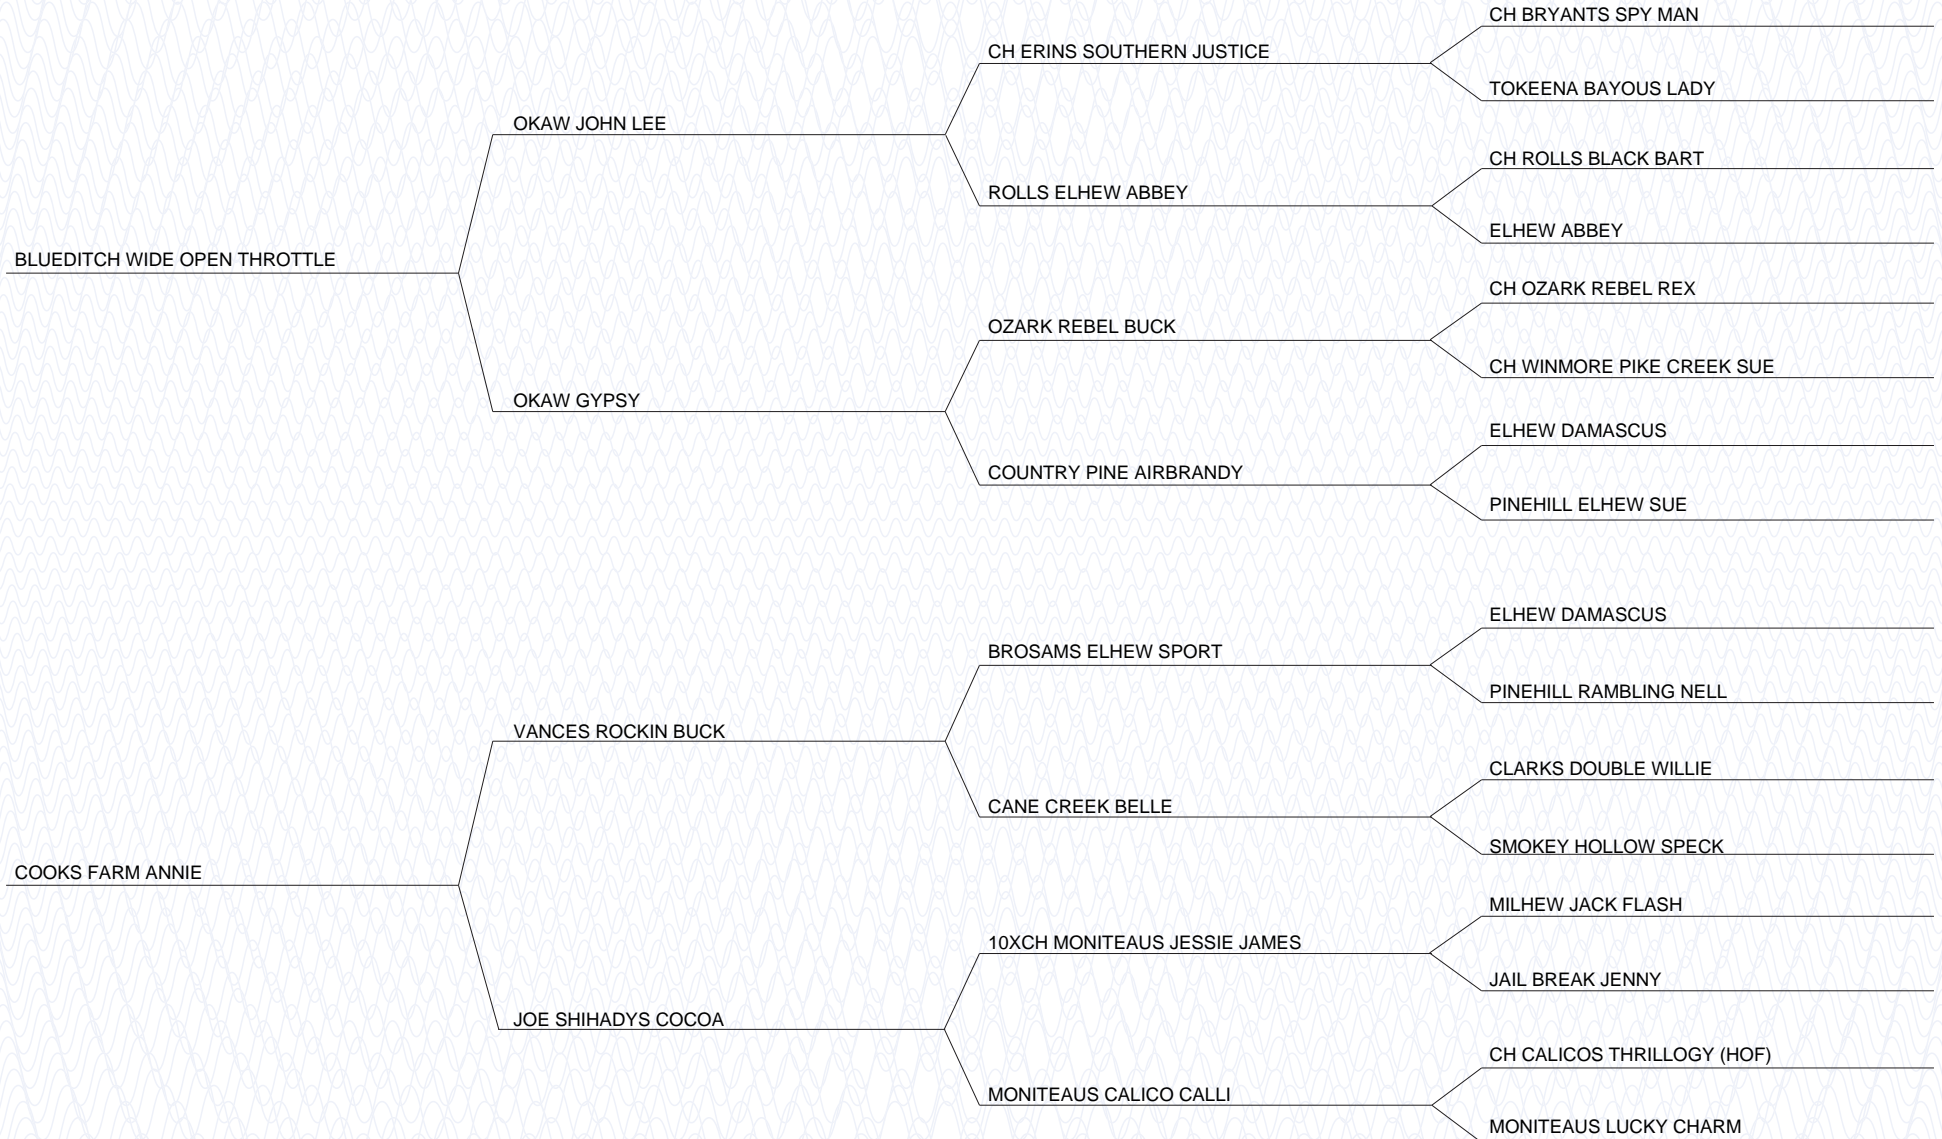 CH BRYANTS SPY MAN
CH ERINS SOUTHERN JUSTICE
TOKEENA BAYOUS LADY
OKAW JOHN LEE
CH ROLLS BLACK BART
ROLLS ELHEW ABBEY
ELHEW ABBEY
BLUEDITCH WIDE OPEN THROTTLE
CH OZARK REBEL REX
OZARK REBEL BUCK
CH WINMORE PIKE CREEK SUE
OKAW GYPSY
ELHEW DAMASCUS
COUNTRY PINE AIRBRANDY
PINEHILL ELHEW SUE
ELHEW DAMASCUS
BROSAMS ELHEW SPORT
PINEHILL RAMBLING NELL
VANCES ROCKIN BUCK
CLARKS DOUBLE WILLIE
CANE CREEK BELLE
SMOKEY HOLLOW SPECK
COOKS FARM ANNIE
MILHEW JACK FLASH
10XCH MONITEAUS JESSIE JAMES
JAIL BREAK JENNY
JOE SHIHADYS COCOA
CH CALICOS THRILLOGY (HOF)
MONITEAUS CALICO CALLI
MONITEAUS LUCKY CHARM